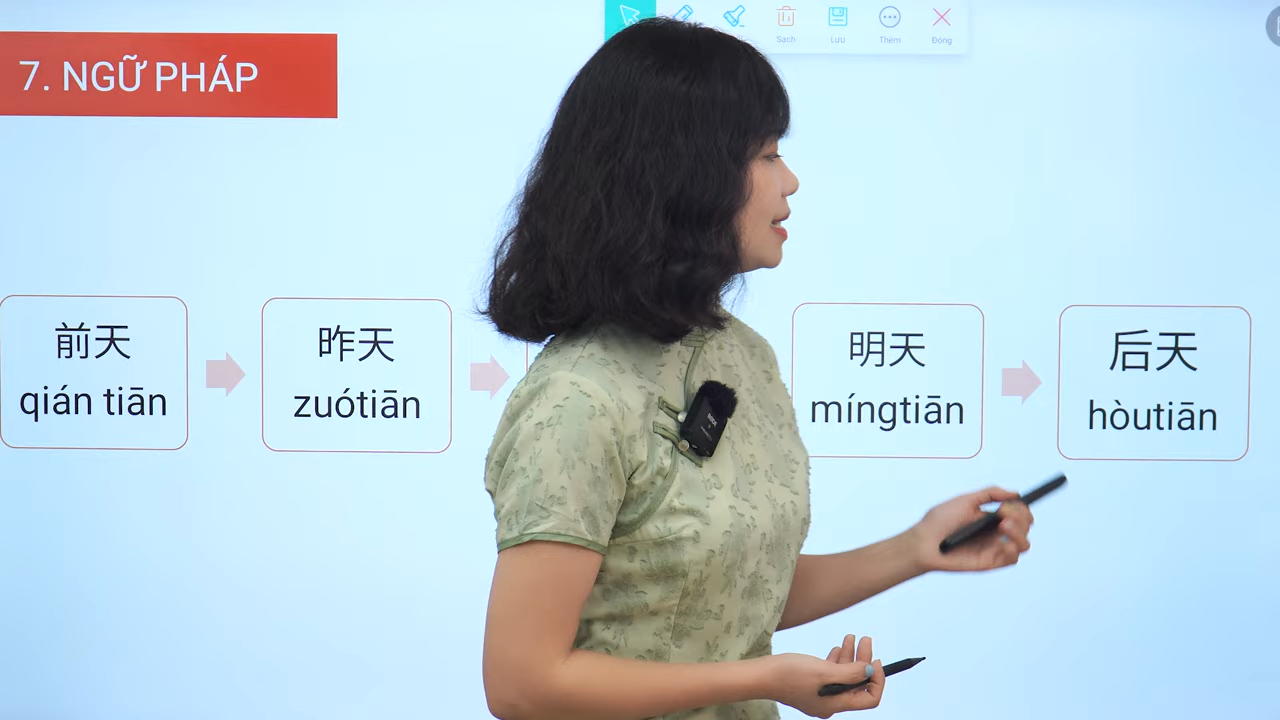 7. NGỮ PHÁP
Sạch
Lưu
Thêm
Đóng
前天
qián tiān
昨天
zuótiān
明天
míngtiān
后天
hòutiān